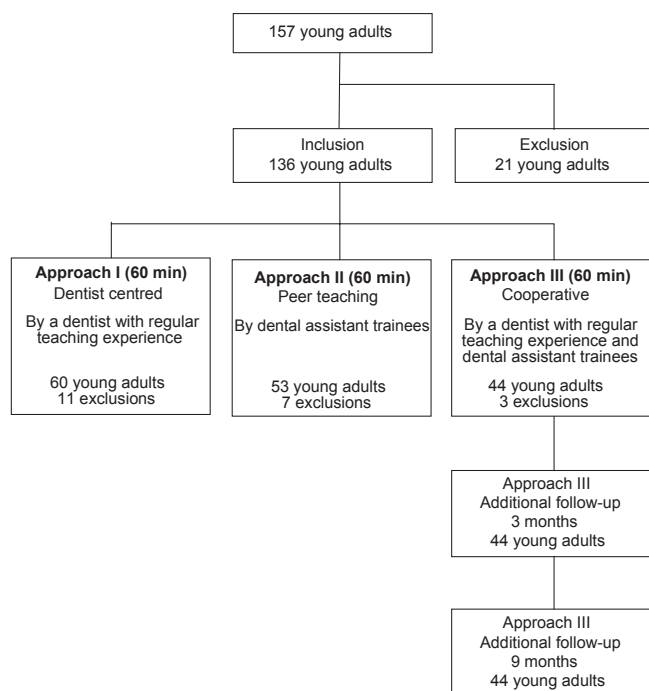 157 young adults
Inclusion
136 young adults
Exclusion
21 young adults
Approach I (60 min)
Dentist centred
By a dentist with regular
teaching experience
60 young adults
11 exclusions
Approach II (60 min)
Peer teaching
By dental assistant trainees
53 young adults
7 exclusions
Approach III (60 min)
Cooperative
By a dentist with regular
teaching experience and
dental assistant trainees
44 young adults
3 exclusions
Approach III
Additional follow-up
3 months
44 young adults
Approach III
Additional follow-up
9 months
44 young adults